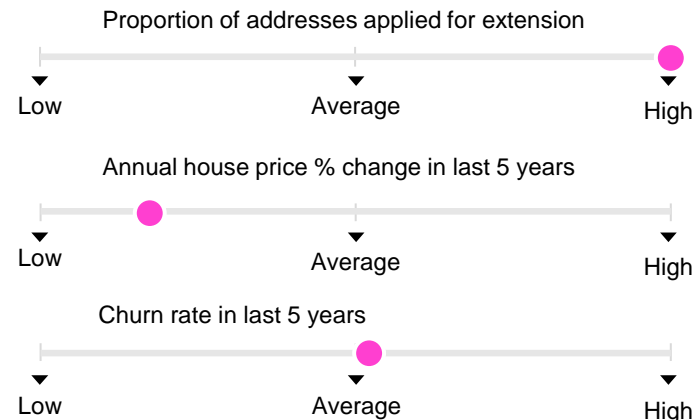 Proportion of addresses applied for extension
Low Average High
Annual house price % change in last 5 years
Low Average High
Churn rate in last 5 years
Low Average High